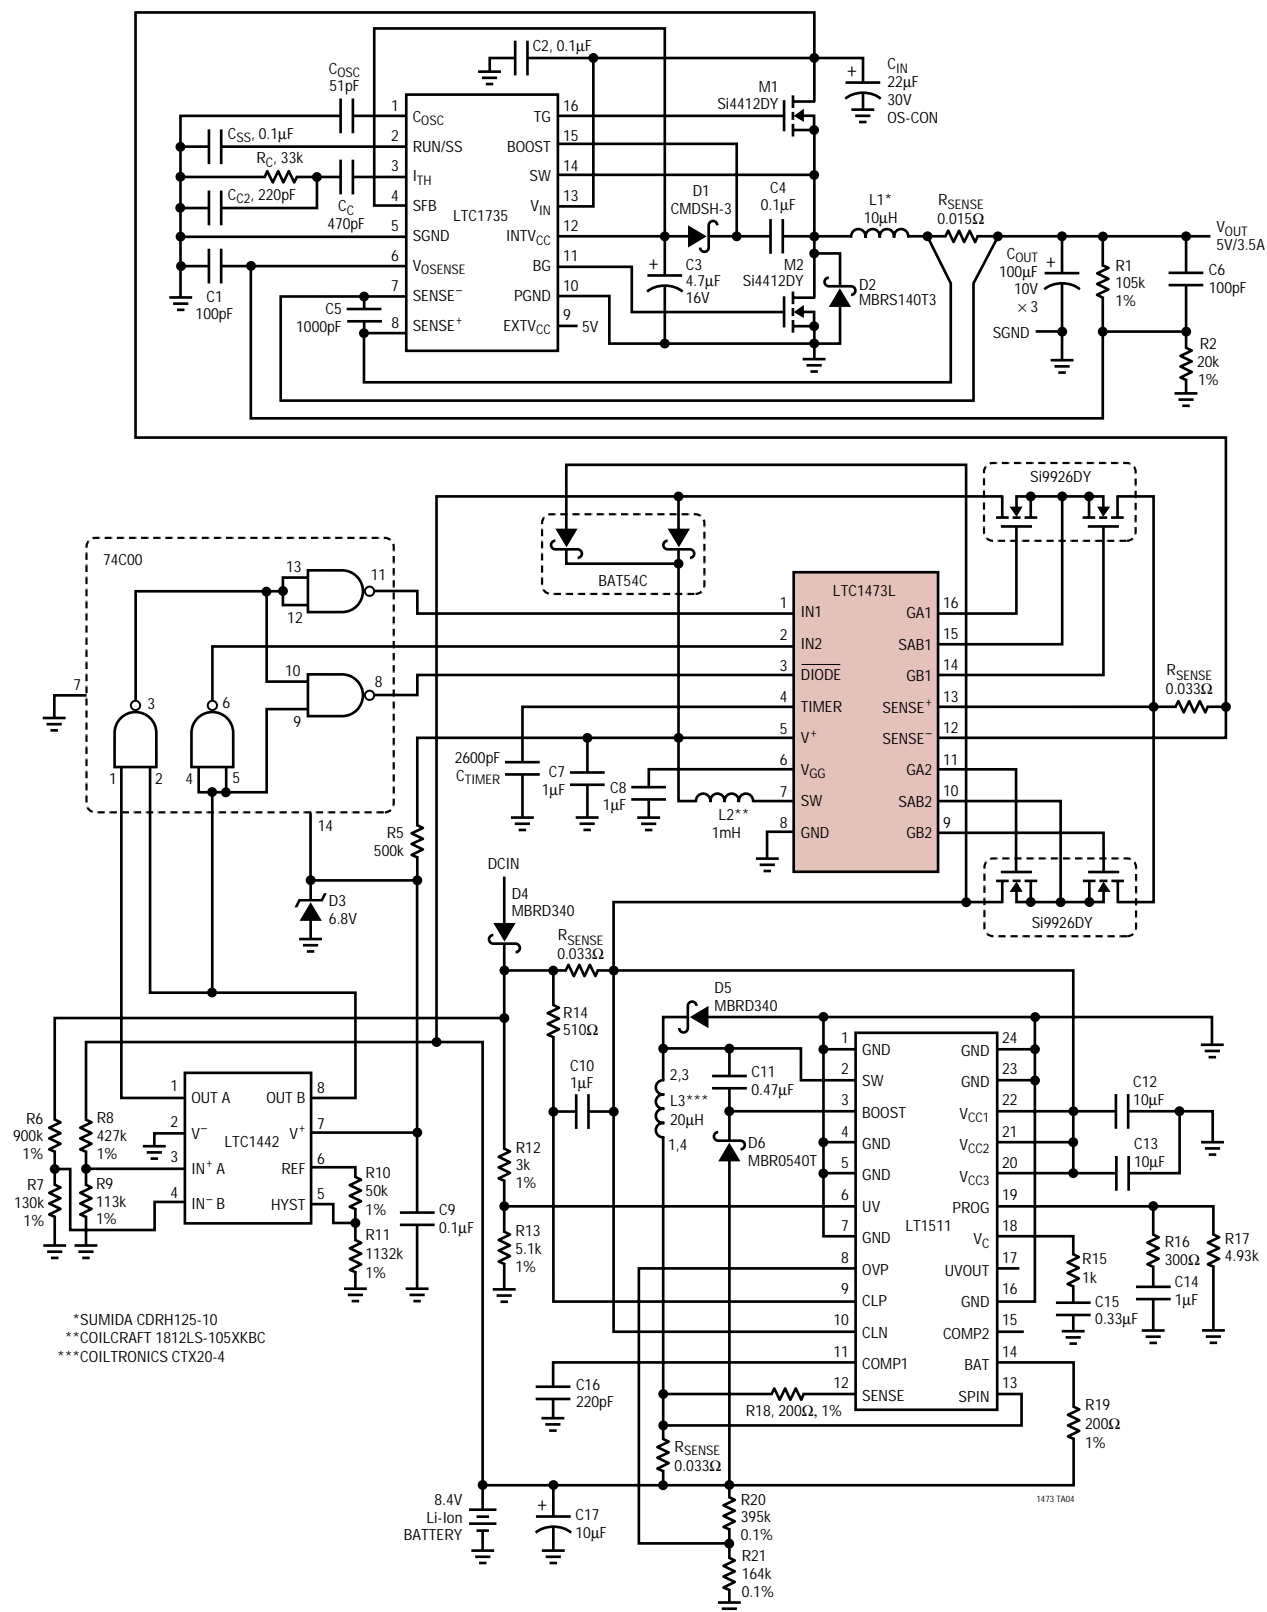 C2, 0.1µF
COSC
51pF
CSS, 0.1µF
RC, 33k
CC2, 220pF
CC
470pF
C1
100pF
C5
1000pF
1
COSC
2
RUN/SS
3
ITH
4
SFB
5
SGND
6
VOSENSE
7
SENSE−
8
SENSE+
LTC1735
TG
16
BOOST
15
SW
14
VIN
13
INTVCC
12
BG
11
PGND
10
EXTVCC
9
5V
M1
Si4412DY
CIN
22µF
30V
OS-CON
+
D1
CMDSH-3
C4
0.1µF
L1*
10µH
RSENSE
0.015Ω
VOUT
5V/3.5A
+
C3
4.7µF
16V
M2
Si4412DY
D2
MBRS140T3
COUT
100µF
10V
× 3
+
SGND
R1
105k
1%
C6
100pF
R2
20k
1%
Si9926DY
BAT54C
74C00
13
12
11
10
9
8
7
3
6
1
2
4
5
14
LTC1473L
1
IN1
2
IN2
3
DIODE
4
TIMER
5
V+
6
VGG
7
SW
8
GND
GA1
16
SAB1
15
GB1
14
SENSE+
13
SENSE−
12
GA2
11
SAB2
10
GB2
9
RSENSE
0.033Ω
2600pF
CTIMER
C7
1µF
C8
1µF
L2**
1mH
R5
500k
D3
6.8V
DCIN
D4
MBRD340
RSENSE
0.033Ω
Si9926DY
R14
510Ω
C10
1µF
D5
MBRD340
2,3
L3***
20µH
1,4
C11
0.47µF
D6
MBR0540T
R6
900k
1%
R8
427k
1%
R7
130k
1%
R9
113k
1%
1
OUT A
2
V−
3
IN+ A
4
IN− B
LTC1442
OUT B
8
V+
7
REF
6
HYST
5
R10
50k
1%
R11
1132k
1%
C9
0.1µF
R12
3k
1%
R13
5.1k
1%
LT1511
1
GND
2
SW
3
BOOST
4
GND
5
GND
6
UV
7
GND
8
OVP
9
CLP
10
CLN
11
COMP1
12
SENSE
GND
24
GND
23
VCC1
22
VCC2
21
VCC3
20
PROG
19
VC
18
UVOUT
17
GND
16
COMP2
15
BAT
14
SPIN
13
C12
10µF
C13
10µF
R16
300Ω
R17
4.93k
R15
1k
C14
1µF
C15
0.33µF
*SUMIDA CDRH125-10
**COILCRAFT 1812LS-105XKBC
***COILTRONICS CTX20-4
C16
220pF
R18, 200Ω, 1%
R19
200Ω
1%
RSENSE
0.033Ω
8.4V
Li-Ion
BATTERY
+
C17
10µF
R20
395k
0.1%
R21
164k
0.1%
1473 TA04